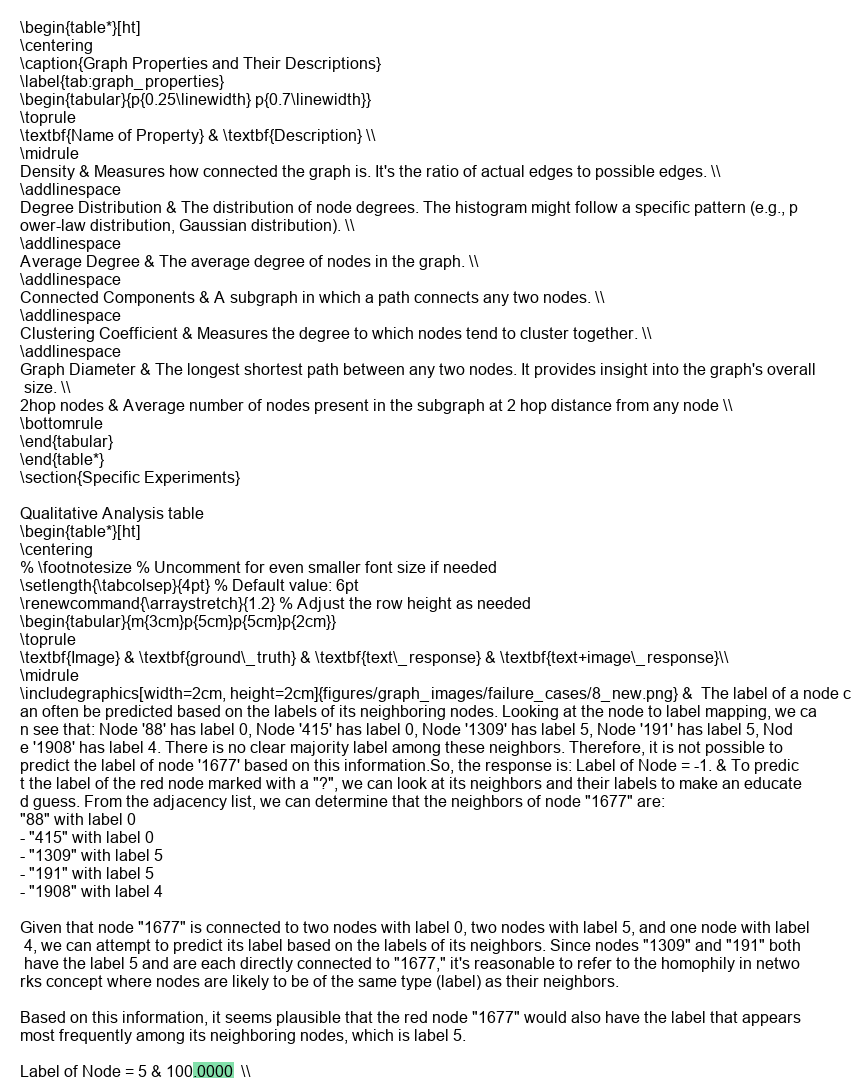 \begin{table*}[ht]
\centering
\caption{Graph Properties and Their Descriptions}
\label{tab:graph_properties}
\begin{tabular}{p{0.25\linewidth} p{0.7\linewidth}}
\toprule
\textbf{Name of Property} & \textbf{Description} \\
\midrule
Density & Measures how connected the graph is. It's the ratio of actual edges to possible edges. \\
\addlinespace
Degree Distribution & The distribution of node degrees. The histogram might follow a specific pattern (e.g., p
ower-law distribution, Gaussian distribution). \\
\addlinespace
Average Degree & The average degree of nodes in the graph. \\
\addlinespace
Connected Components & A subgraph in which a path connects any two nodes. \\
\addlinespace
Clustering Coefficient & Measures the degree to which nodes tend to cluster together. \\
\addlinespace
Graph Diameter & The longest shortest path between any two nodes. It provides insight into the graph's overall
 size. \\
2hop nodes & Average number of nodes present in the subgraph at 2 hop distance from any node \\
\bottomrule
\end{tabular}
\end{table*}
\section{Specific Experiments}

Qualitative Analysis table
\begin{table*}[ht]
\centering
% \footnotesize % Uncomment for even smaller font size if needed
\setlength{\tabcolsep}{4pt} % Default value: 6pt
\renewcommand{\arraystretch}{1.2} % Adjust the row height as needed
\begin{tabular}{m{3cm}p{5cm}p{5cm}p{2cm}}
\toprule
\textbf{Image} & \textbf{ground\_truth} & \textbf{text\_response} & \textbf{text+image\_response}\\
\midrule
\includegraphics[width=2cm, height=2cm]{figures/graph_images/failure_cases/8_new.png} &  The label of a node c
an often be predicted based on the labels of its neighboring nodes. Looking at the node to label mapping, we ca
n see that: Node '88' has label 0, Node '415' has label 0, Node '1309' has label 5, Node '191' has label 5, Nod
e '1908' has label 4. There is no clear majority label among these neighbors. Therefore, it is not possible to
predict the label of node '1677' based on this information.So, the response is: Label of Node = -1. & To predic
t the label of the red node marked with a "?", we can look at its neighbors and their labels to make an educate
d guess. From the adjacency list, we can determine that the neighbors of node "1677" are:
"88" with label 0
- "415" with label 0
- "1309" with label 5
- "191" with label 5
- "1908" with label 4

Given that node "1677" is connected to two nodes with label 0, two nodes with label 5, and one node with label
 4, we can attempt to predict its label based on the labels of its neighbors. Since nodes "1309" and "191" both
 have the label 5 and are each directly connected to "1677," it's reasonable to refer to the homophily in netwo
rks concept where nodes are likely to be of the same type (label) as their neighbors.

Based on this information, it seems plausible that the red node "1677" would also have the label that appears
most frequently among its neighboring nodes, which is label 5.

Label of Node = 5 & 100.0000  \\